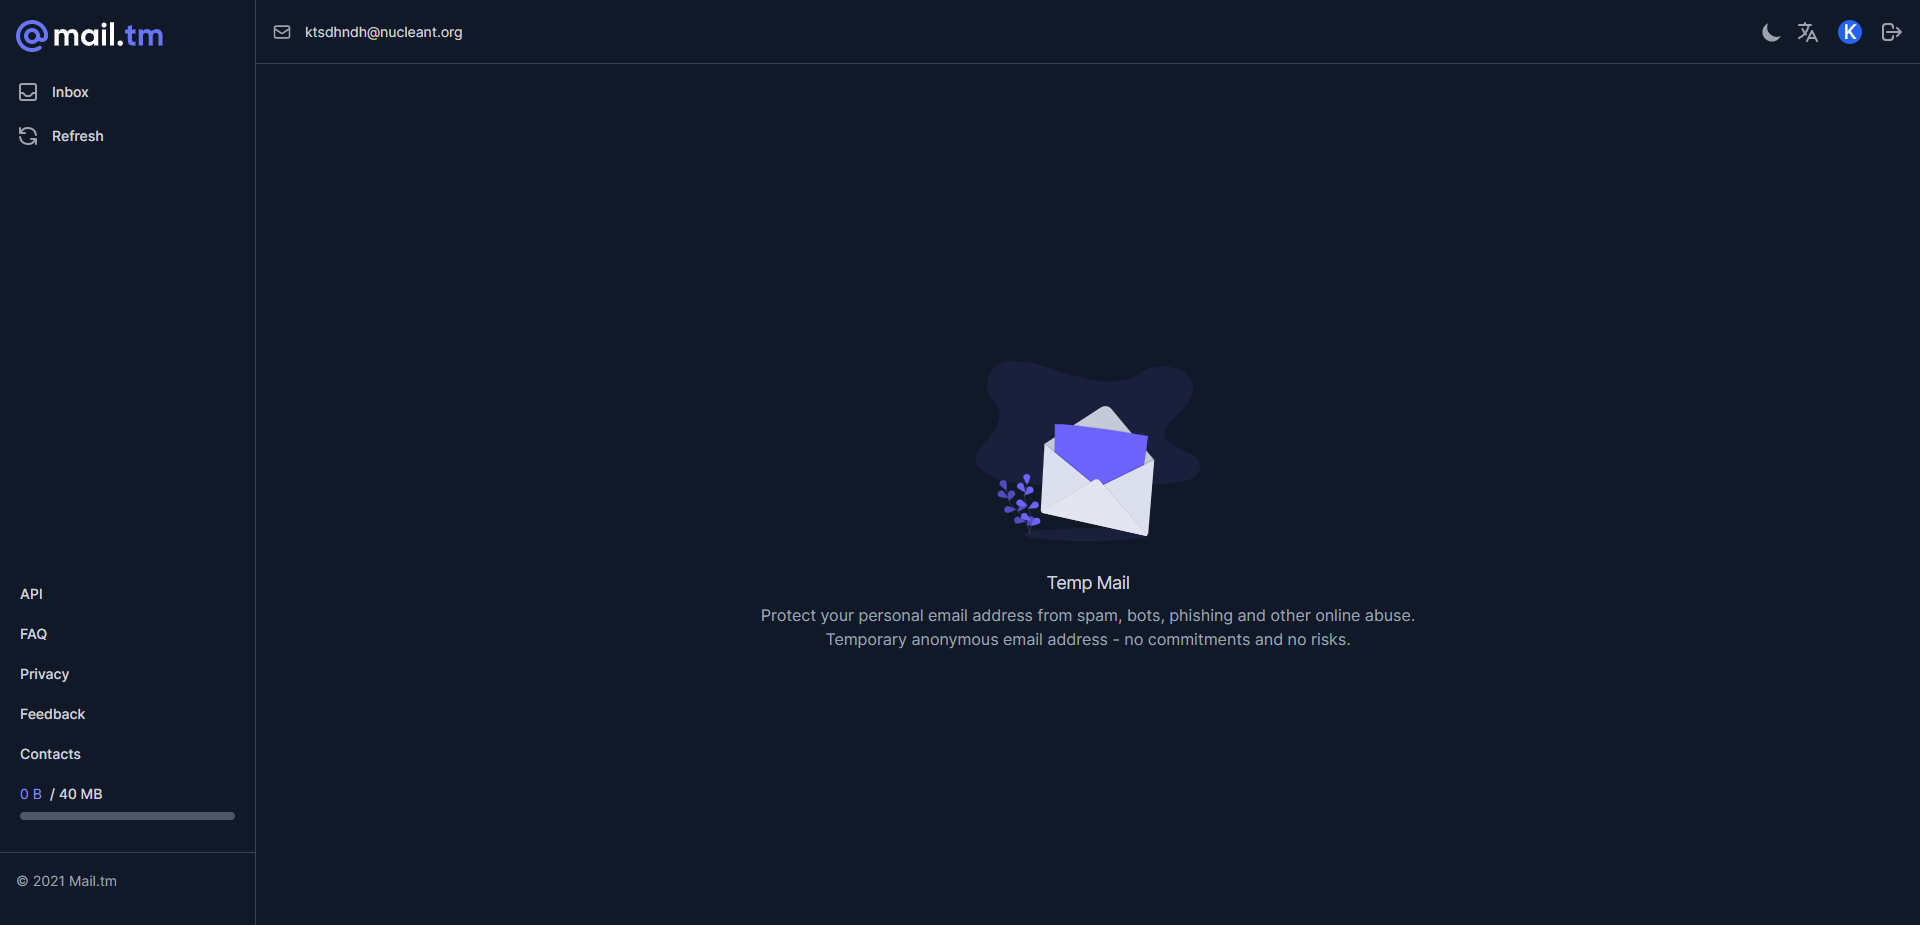 @mail.tm
ktsdhndh@nucleant.org
K
Inbox
Refresh
Temp Mail
Protect your personal email address from spam, bots, phishing and other online abuse.
Temporary anonymous email address - no commitments and no risks.
API
FAQ
Privacy
Feedback
Contacts
0 B / 40 MB
© 2021 Mail.tm